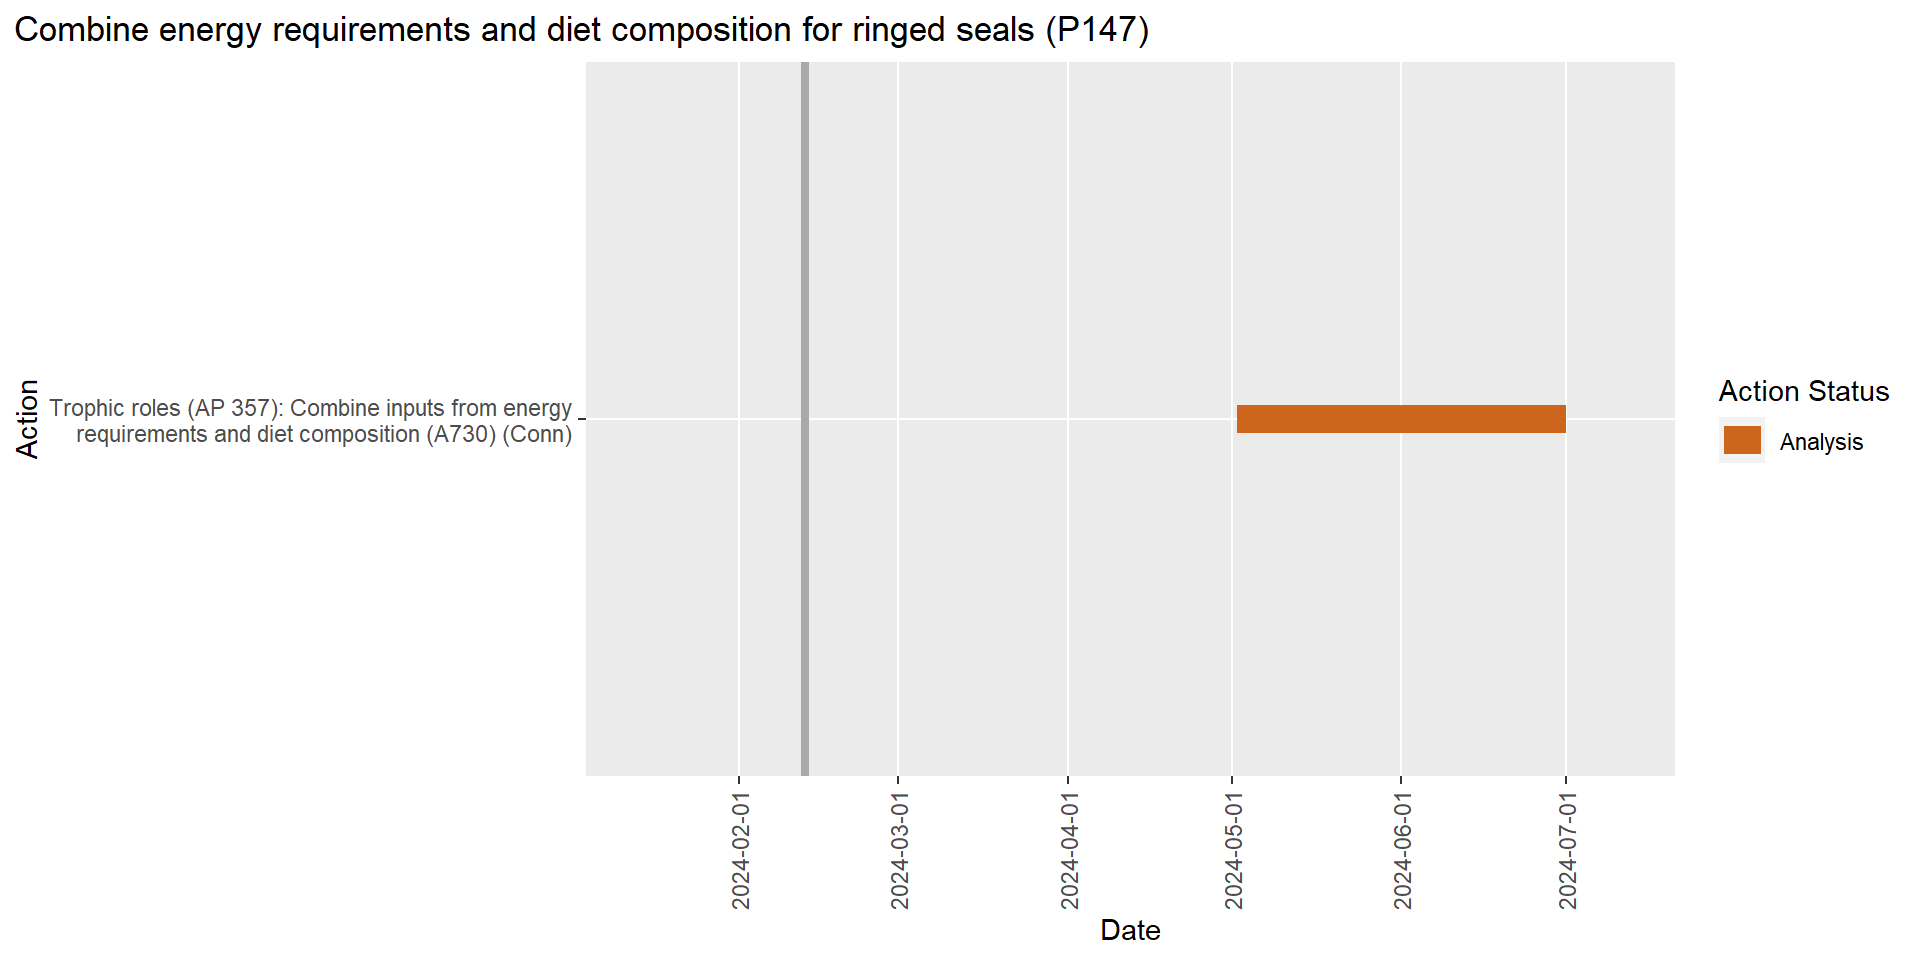 Combine energy requirements and diet composition for ringed seals (P147)
Action
Trophic roles (AP 357): Combine inputs from energy
requirements and diet composition (A730) (Conn)
Action Status
Analysis
2024-02-01
2024-03-01
2024-04-01
2024-05-01
2024-06-01
2024-07-01
Date